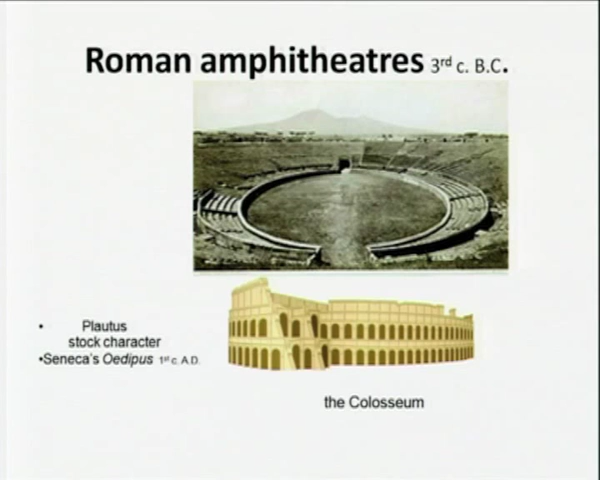 Roman amphitheatres 3rd c. B.C.
• Plautus
stock character
•Seneca's Oedipus 1st c. A.D.
the Colosseum